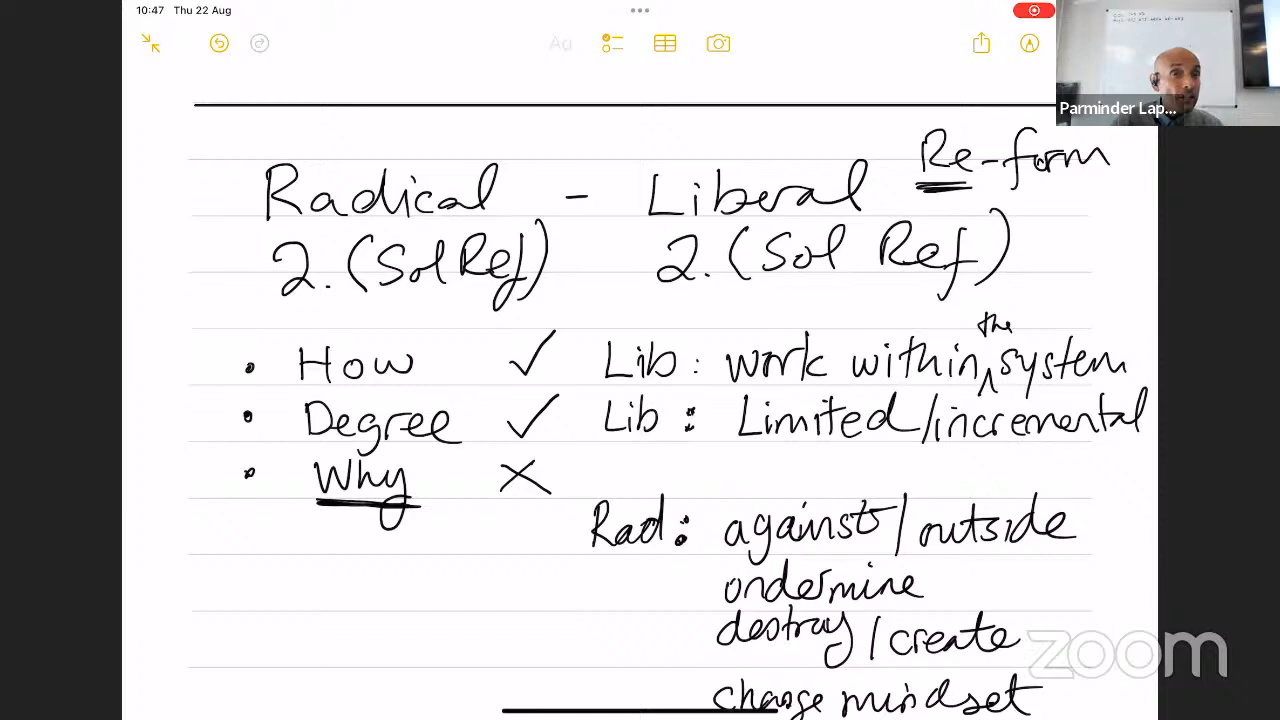 10:47 Thu 22 Aug
Aa
Parminder Lap...
Re-form
Radical - Liberal
2. (Sol Ref) 2. (Sol Ref)
• How ✓ Lib: work within the system
• Degree ✓ Lib: Limited/incremental
• Why ✗
Rad: against/outside
undermine
destroy/create
change mindset
zoom